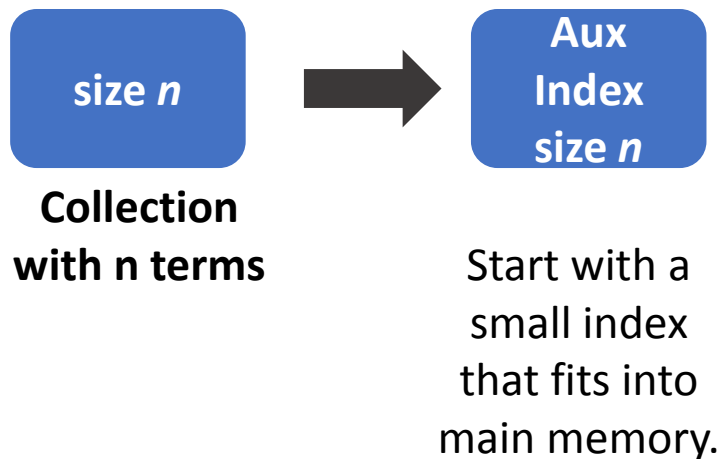 size n
Collection
with n terms
Aux
Index
size n
Start with a
small index
that fits into
main memory.